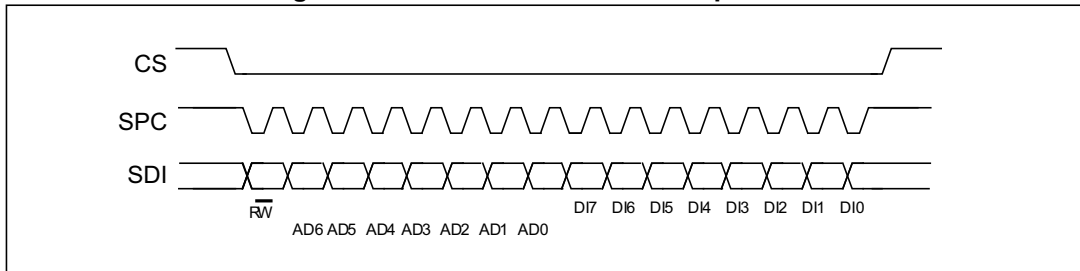 CS
SPC
SDI
RW
DI7 DI6 DI5 DI4 DI3 DI2 DI1 DI0
AD6 AD5 AD4 AD3 AD2 AD1 AD0